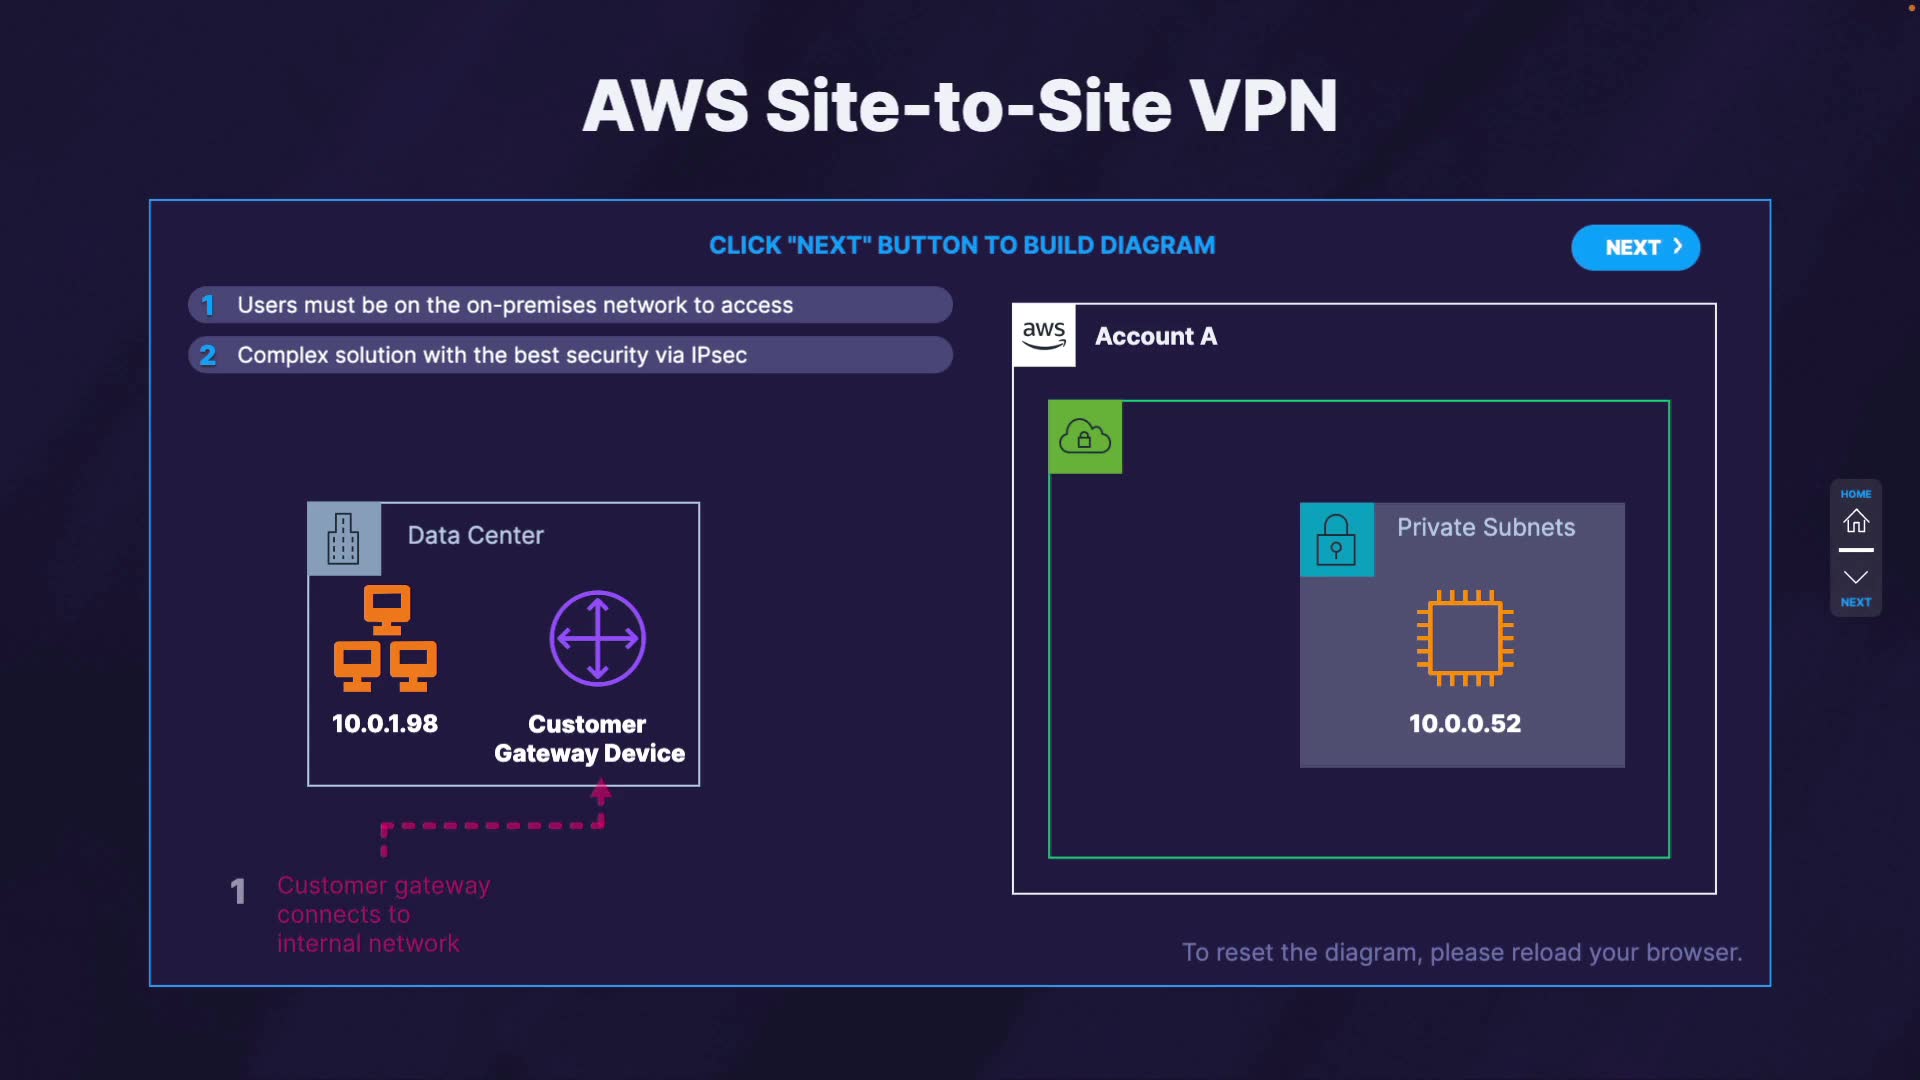 AWS Site-to-Site VPN
CLICK "NEXT" BUTTON TO BUILD DIAGRAM
NEXT
1 Users must be on the on-premises network to access
2 Complex solution with the best security via IPsec
aws
Account A
Data Center
10.0.1.98
Customer
Gateway Device
Private Subnets
10.0.0.52
1 Customer gateway
connects to
internal network
To reset the diagram, please reload your browser.
HOME
NEXT